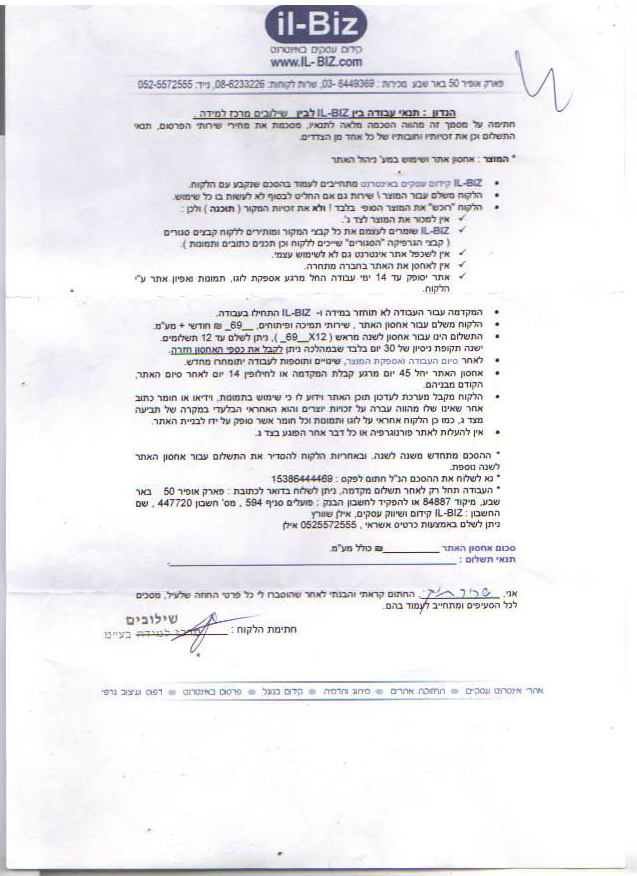 il-Biz
קידום עסקים באינטרנט
www.IL-BIZ.com
פארק אופיר 50 באר שבע מכירות : 6449369 -03, שרות לקוחות: 08-6233226, נייד: 052-5572555
הנדון : תנאי עבודה בין IL-BIZ לבין שילובים מרכז למידה .
חתימה על מסמך זה מהווה הסכמה מלאה לתנאיו, מסכמת את מחירי שירותי הפרסום, תנאי
התשלום וכן את זכויותיו וחובותיו של כל אחד מן הצדדים.
* המוצר : אחסון אתר ושימוש במע' ניהול האתר
• IL-BIZ קידום עסקים באינטרנט מתחייבים לעמוד בהסכם שנקבע עם הלקוח.
• הלקוח משלם עבור המוצר \ שירות גם אם החליט לבסוף לא לעשות בו כל שימוש.
• הלקוח "רוכש" את המוצר הסופי בלבד ! ולא את זכויות המקור ( תוכנה ) ולכן :
✓ אין למכור את המוצר לצד ג'.
✓ IL-BIZ שומרים לעצמם את כל קבצי המקור ומותירים ללקוח קבצים סגורים
( קבצי הגרפיקה "הסגורים" שייכים ללקוח וכן תכנים כתובים ותמונות ).
✓ אין לשכפל אתר אינטרנט גם לא לשימוש עצמי.
✓ אין לאחסן את האתר בחברה מתחרה.
✓ אתר יסופק עד 14 ימי עבודה החל מרגע אספקת לוגו, תמונות ואפיון אתר ע"י
הלקוח.
• המקדמה עבור העבודה לא תוחזר במידה ו- IL-BIZ התחילו בעבודה.
• הלקוח משלם עבור אחסון האתר , שירותי תמיכה ופיתוחים, __69_ ₪ חודשי + מע"מ.
• התשלום הינו עבור אחסון לשנה מראש ( X12__69_ ), ניתן לשלם עד 12 תשלומים.
ישנה תקופת ניסיון של 30 יום בלבד שבמהלכה ניתן לקבל את כספי האחסון חזרה.
• לאחר סיום העבודה ואספקת המוצר, שינויים ותוספות לעבודה יתומחרו מחדש.
• אחסון האתר יחל 45 יום מרגע קבלת המקדמה או לחילופין 14 יום לאחר סיום האתר,
הקודם מבניהם.
• הלקוח מקבל מערכת לעדכון תוכן האתר וידוע לו כי שימוש בתמונות, וידיאו או חומר כתוב
אחר שאינו שלו מהווה עברה על זכויות יוצרים והוא האחראי הבלעדי במקרה של תביעה
מצד ג, כמו כן הלקוח אחראי על לוגו ותמונות וכל חומר אשר סופק על ידו לבניית האתר.
• אין להעלות לאתר פורנוגרפיה או כל דבר אחר הפוגע בצד ג.
* ההסכם מתחדש משנה לשנה. ובאחריות הלקוח להסדיר את התשלום עבור אחסון האתר
לשנה נוספת.
* נא לשלוח את ההסכם הנ"ל חתום לפקס : 15386444469
* העבודה תחל רק לאחר תשלום מקדמה, ניתן לשלוח בדואר לכתובת : פארק אופיר 50 באר
שבע, מיקוד 84887 או להפקיד לחשבון הבנק : פועלים סניף 594 , מס' חשבון 447720 , שם
החשבון : IL-BIZ קידום ושיווק עסקים, אילן שוורץ
ניתן לשלם באמצעות כרטיס אשראי , 0525572555 אילן
סכום אחסון האתר __________ ₪ כולל מע"מ.
תנאי תשלום :
אני, , החתום קראתי והבנתי לאחר שהוסברו לי כל פרטי החוזה שלעיל, מסכים
לכל הסעיפים ומתחייב לעמוד בהם.
חתימת הלקוח :
שילובים
מרכז למידה בע"מ
אתרי אינטרנט עסקיים • תחזוקת אתרים • מיתוג ותדמית • קידום בגוגל • פרסום באינטרנט • דפוס ועיצוב גרפי